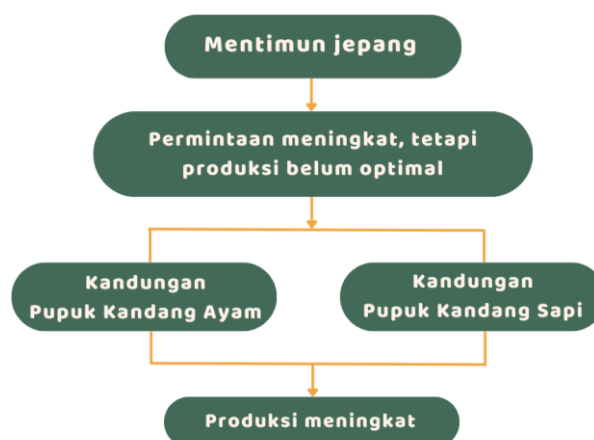 Mentimun jepang
Permintaan meningkat, tetapi
produksi belum optimal
Kandungan
Pupuk Kandang Ayam
Kandungan
Pupuk Kandang Sapi
Produksi meningkat